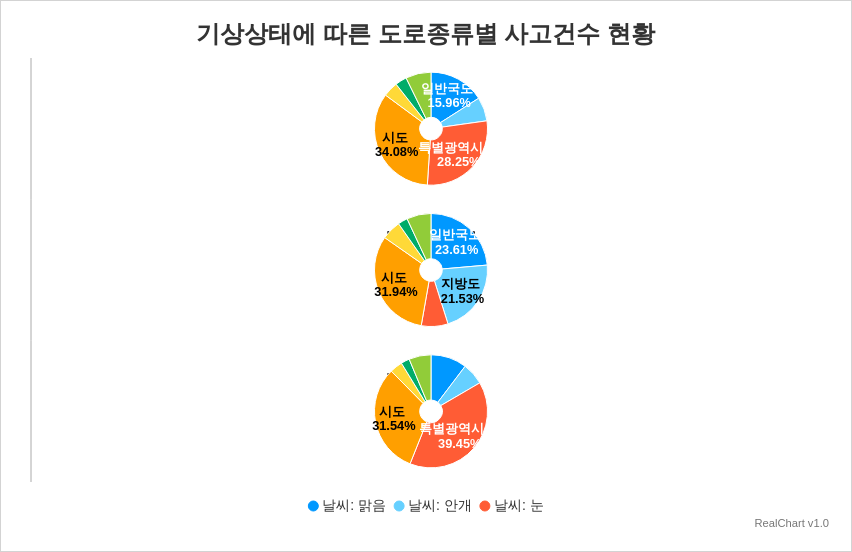 기상상태에 따른 도로종류별 사고건수 현황
일반국도
15.96%
시도
34.08%
특별광역시
28.25%
일반국도
23.61%
시도
31.94%
지방도
21.53%
시도
31.54%
특별광역시
39.45%
날씨: 맑음 날씨: 안개 날씨: 눈
RealChart v1.0